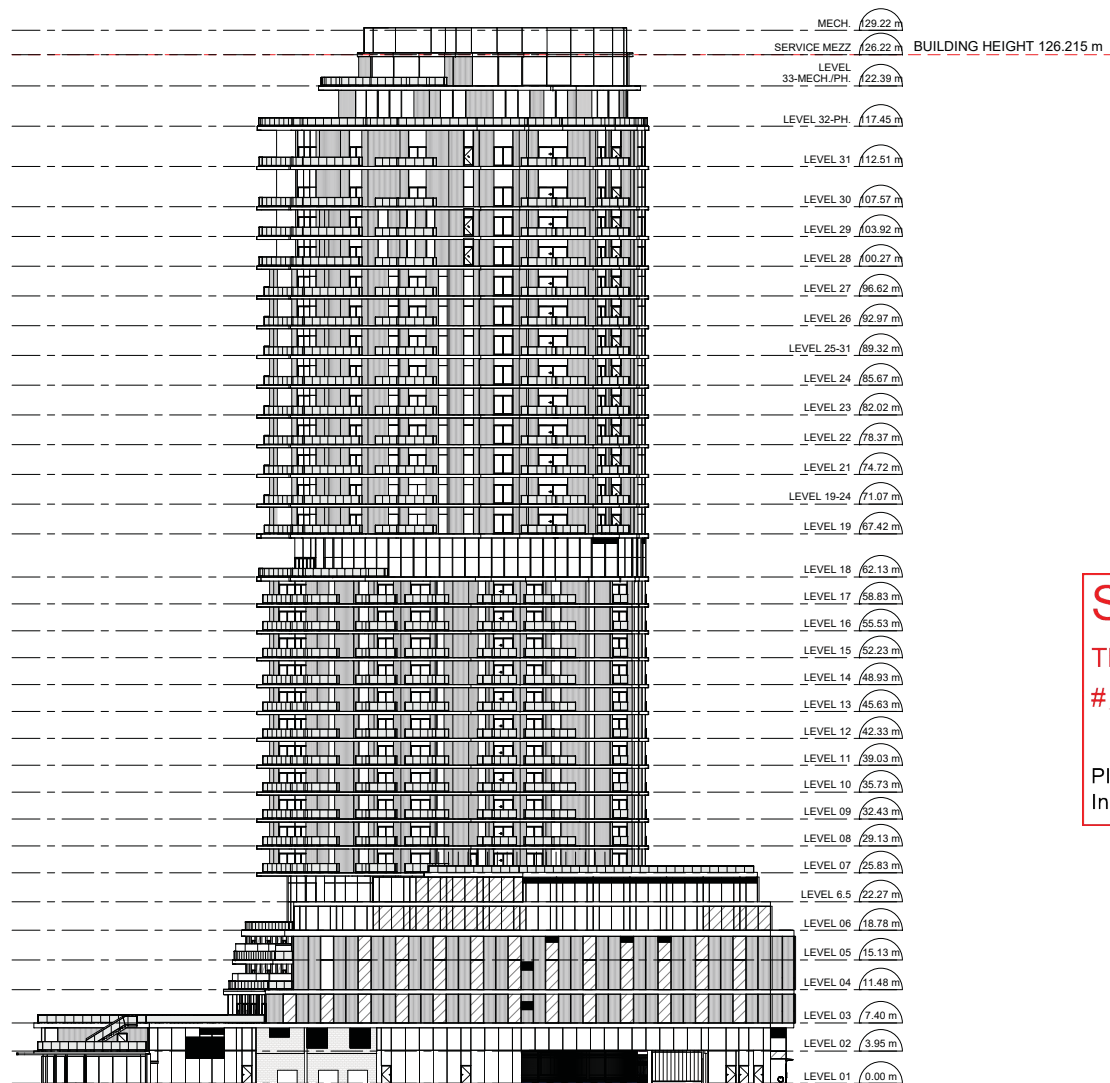 MECH. 129.22 m
SERVICE MEZZ 126.22 m BUILDING HEIGHT 126.215 m
LEVEL
33-MECH./PH. 122.39 m
LEVEL 32-PH. 117.45 m
LEVEL 31 112.51 m
LEVEL 30 107.57 m
LEVEL 29 103.92 m
LEVEL 28 100.27 m
LEVEL 27 96.62 m
LEVEL 26 92.97 m
LEVEL 25-31 89.32 m
LEVEL 24 85.67 m
LEVEL 23 82.02 m
LEVEL 22 78.37 m
LEVEL 21 74.72 m
LEVEL 19-24 71.07 m
LEVEL 19 67.42 m
LEVEL 18 62.13 m
LEVEL 17 58.83 m
LEVEL 16 55.53 m
LEVEL 15 52.23 m
LEVEL 14 48.93 m
LEVEL 13 45.63 m
LEVEL 12 42.33 m
LEVEL 11 39.03 m
LEVEL 10 35.73 m
LEVEL 09 32.43 m
LEVEL 08 29.13 m
LEVEL 07 25.83 m
LEVEL 6.5 22.27 m
LEVEL 06 18.78 m
LEVEL 05 15.13 m
LEVEL 04 11.48 m
LEVEL 03 7.40 m
LEVEL 02 3.95 m
LEVEL 01 0.00 m
#
In